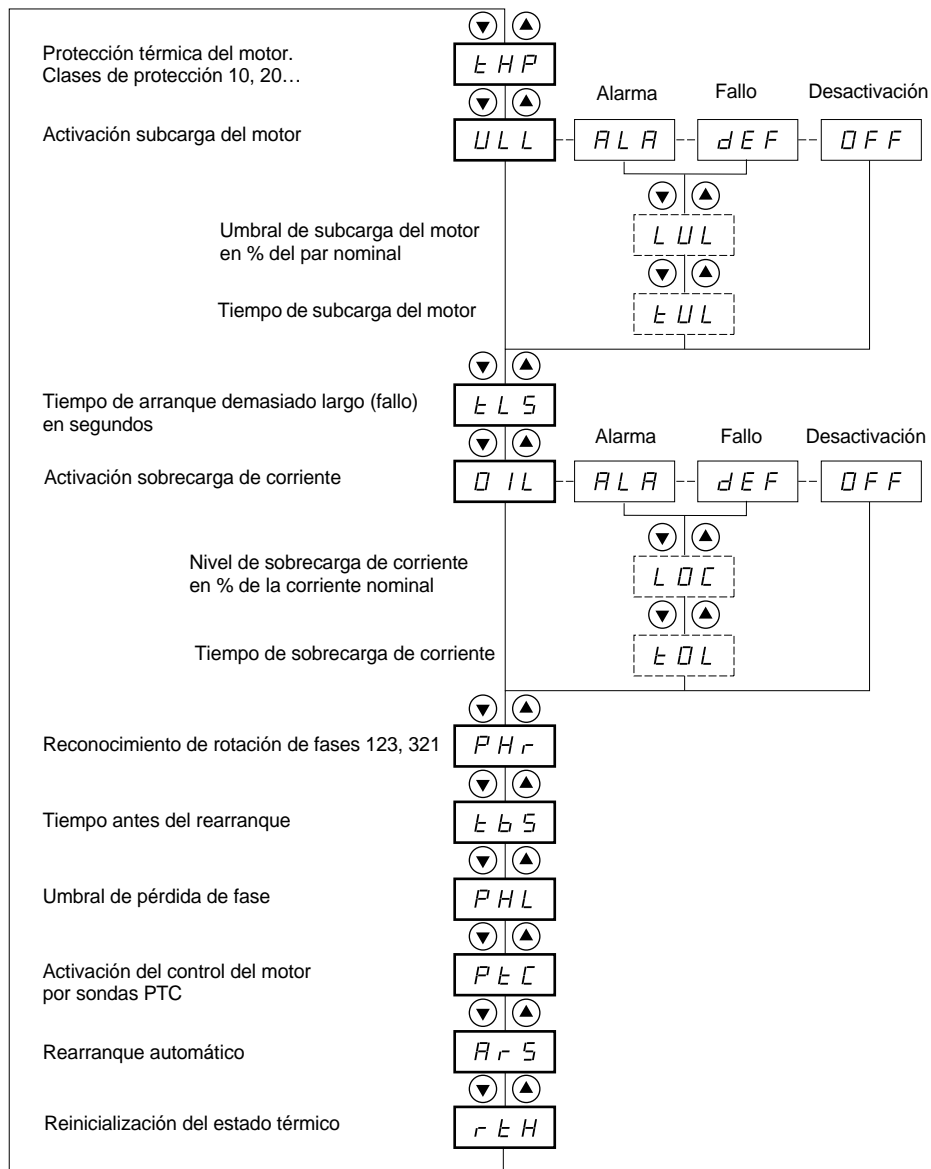 Protección térmica del motor.
Clases de protección 10, 20…
tHP
Alarma Fallo Desactivación
Activación subcarga del motor
ULL ALA dEF OFF
Umbral de subcarga del motor
en % del par nominal
LUL
Tiempo de subcarga del motor
tUL
Tiempo de arranque demasiado largo (fallo)
en segundos
tLS
Alarma Fallo Desactivación
Activación sobrecarga de corriente
OIL ALA dEF OFF
Nivel de sobrecarga de corriente
en % de la corriente nominal
LOC
Tiempo de sobrecarga de corriente
tOL
Reconocimiento de rotación de fases 123, 321
PHr
Tiempo antes del rearranque
tbS
Umbral de pérdida de fase
PHL
Activación del control del motor
por sondas PTC
PtC
Rearranque automático
ArS
Reinicialización del estado térmico
rtH